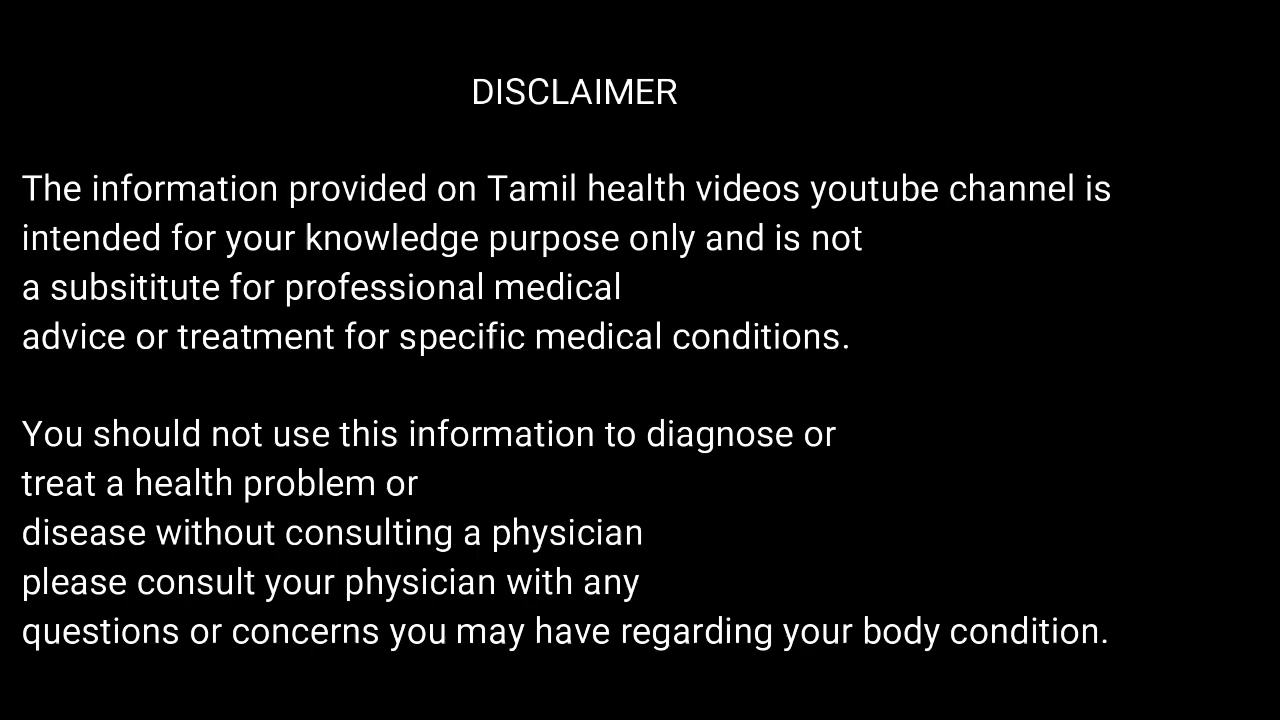 DISCLAIMER
The information provided on Tamil health videos youtube channel is
intended for your knowledge purpose only and is not
a subsititute for professional medical
advice or treatment for specific medical conditions.
You should not use this information to diagnose or
treat a health problem or
disease without consulting a physician
please consult your physician with any
questions or concerns you may have regarding your body condition.